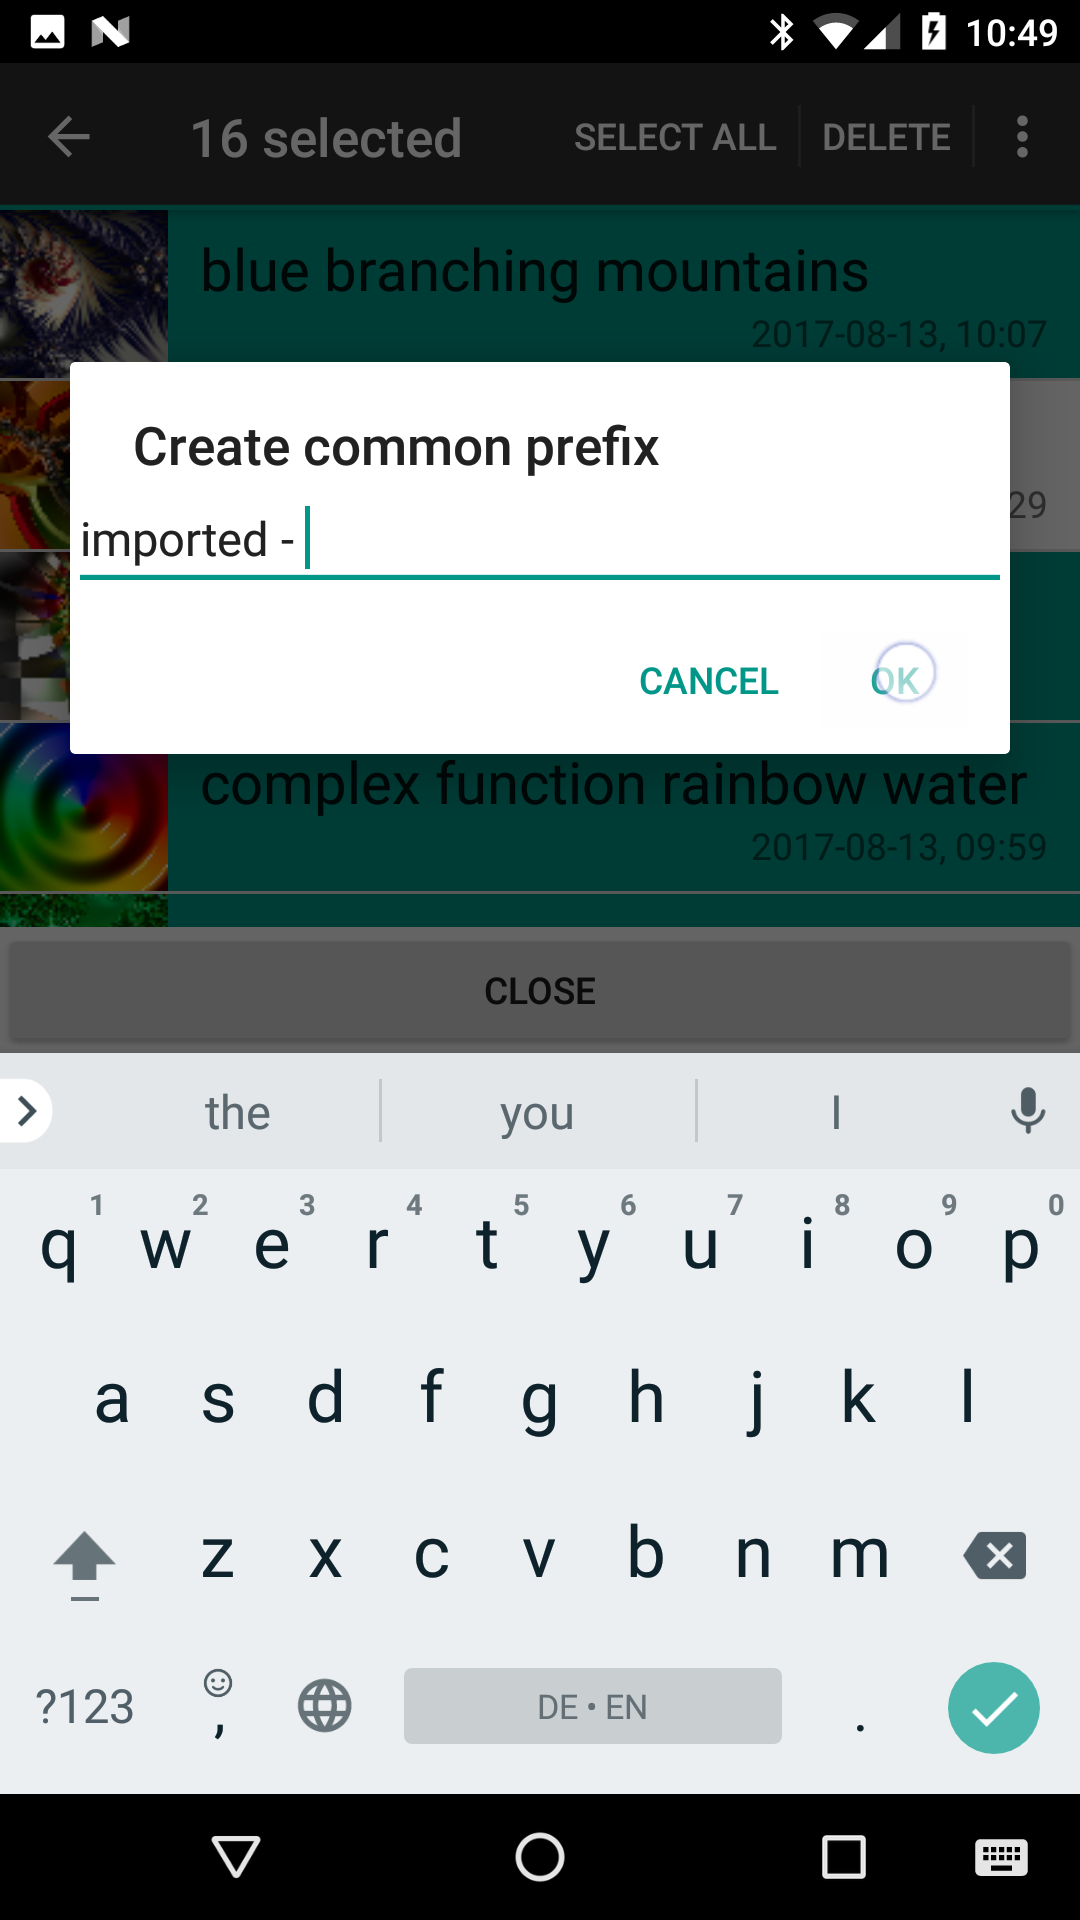 10:49
16 selected SELECT ALL DELETE
blue branching mountains
2017-08-13, 10:07
Create common prefix
29
imported -
CANCEL OK
complex function rainbow water
2017-08-13, 09:59
CLOSE
the you I
1 2 3 4 5 6 7 8 9 0
q w e r t y u i o p
a s d f g h j k l
z x c v b n m
?123 , DE • EN .